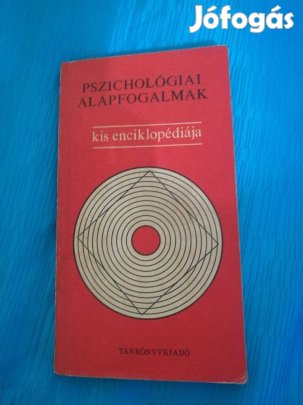 Jófogás
PSZICHOLÓGIAI
ALAPFOGALMAK
kis enciklopédiája
TANKÖNYVKIADÓ